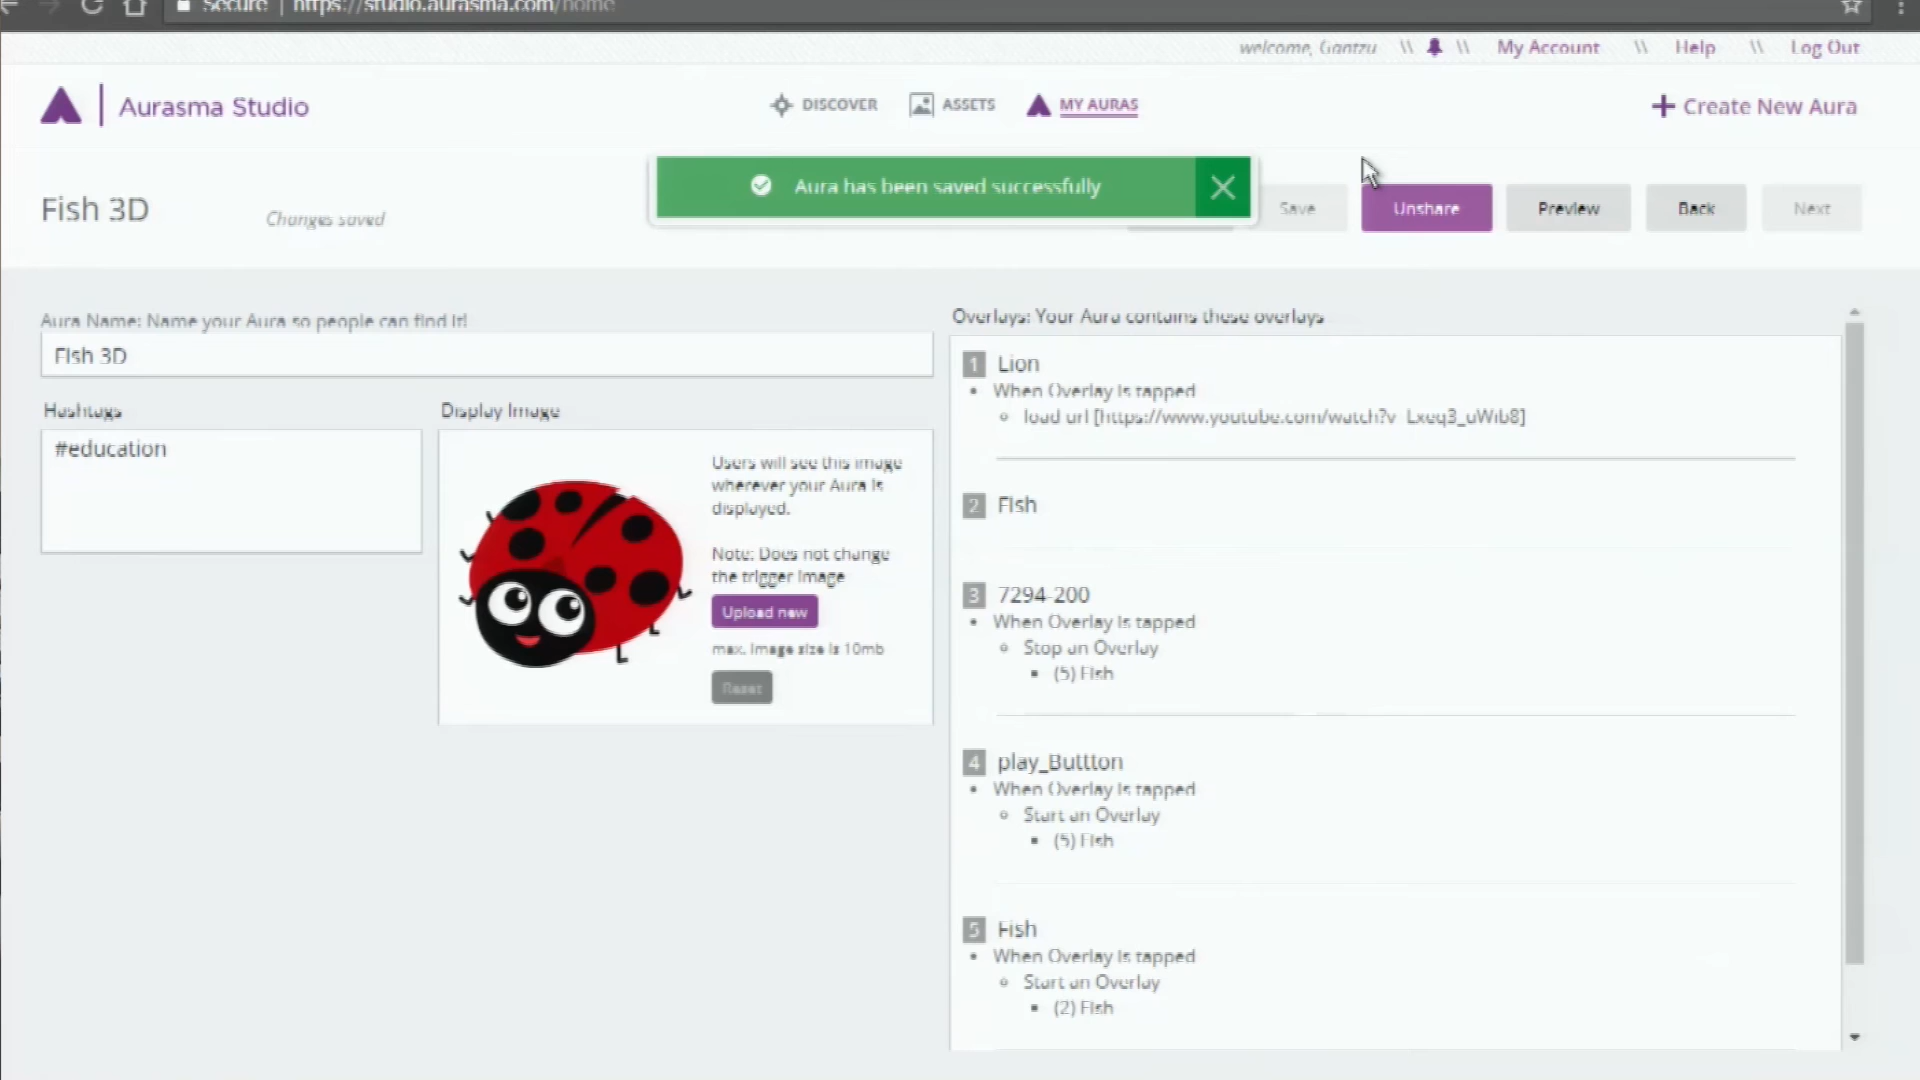 Secure | https://studio.aurasma.com/home
welcome, Gantzu \\ \\ My Account \\ Help \\ Log Out
Aurasma Studio
DISCOVER ASSETS MY AURAS
+ Create New Aura
Aura has been saved successfully
Fish 3D
Changes saved
Save
Unshare
Preview
Back
Next
Aura Name: Name your Aura so people can find it!
Fish 3D
Hashtags
#education
Display Image
Users will see this image
wherever your Aura is
displayed.
Note: Does not change
the trigger image
Upload new
max. image size is 10mb
Reset
Overlays: Your Aura contains these overlays
1 Lion
• When Overlay is tapped
load url [https://www.youtube.com/watch?v=Lxeq3_uWib8]
2 Fish
3 7294-200
• When Overlay is tapped
Stop an Overlay
(5) Fish
4 play_Buttton
• When Overlay is tapped
Start an Overlay
(5) Fish
5 Fish
• When Overlay is tapped
Start an Overlay
(2) Fish